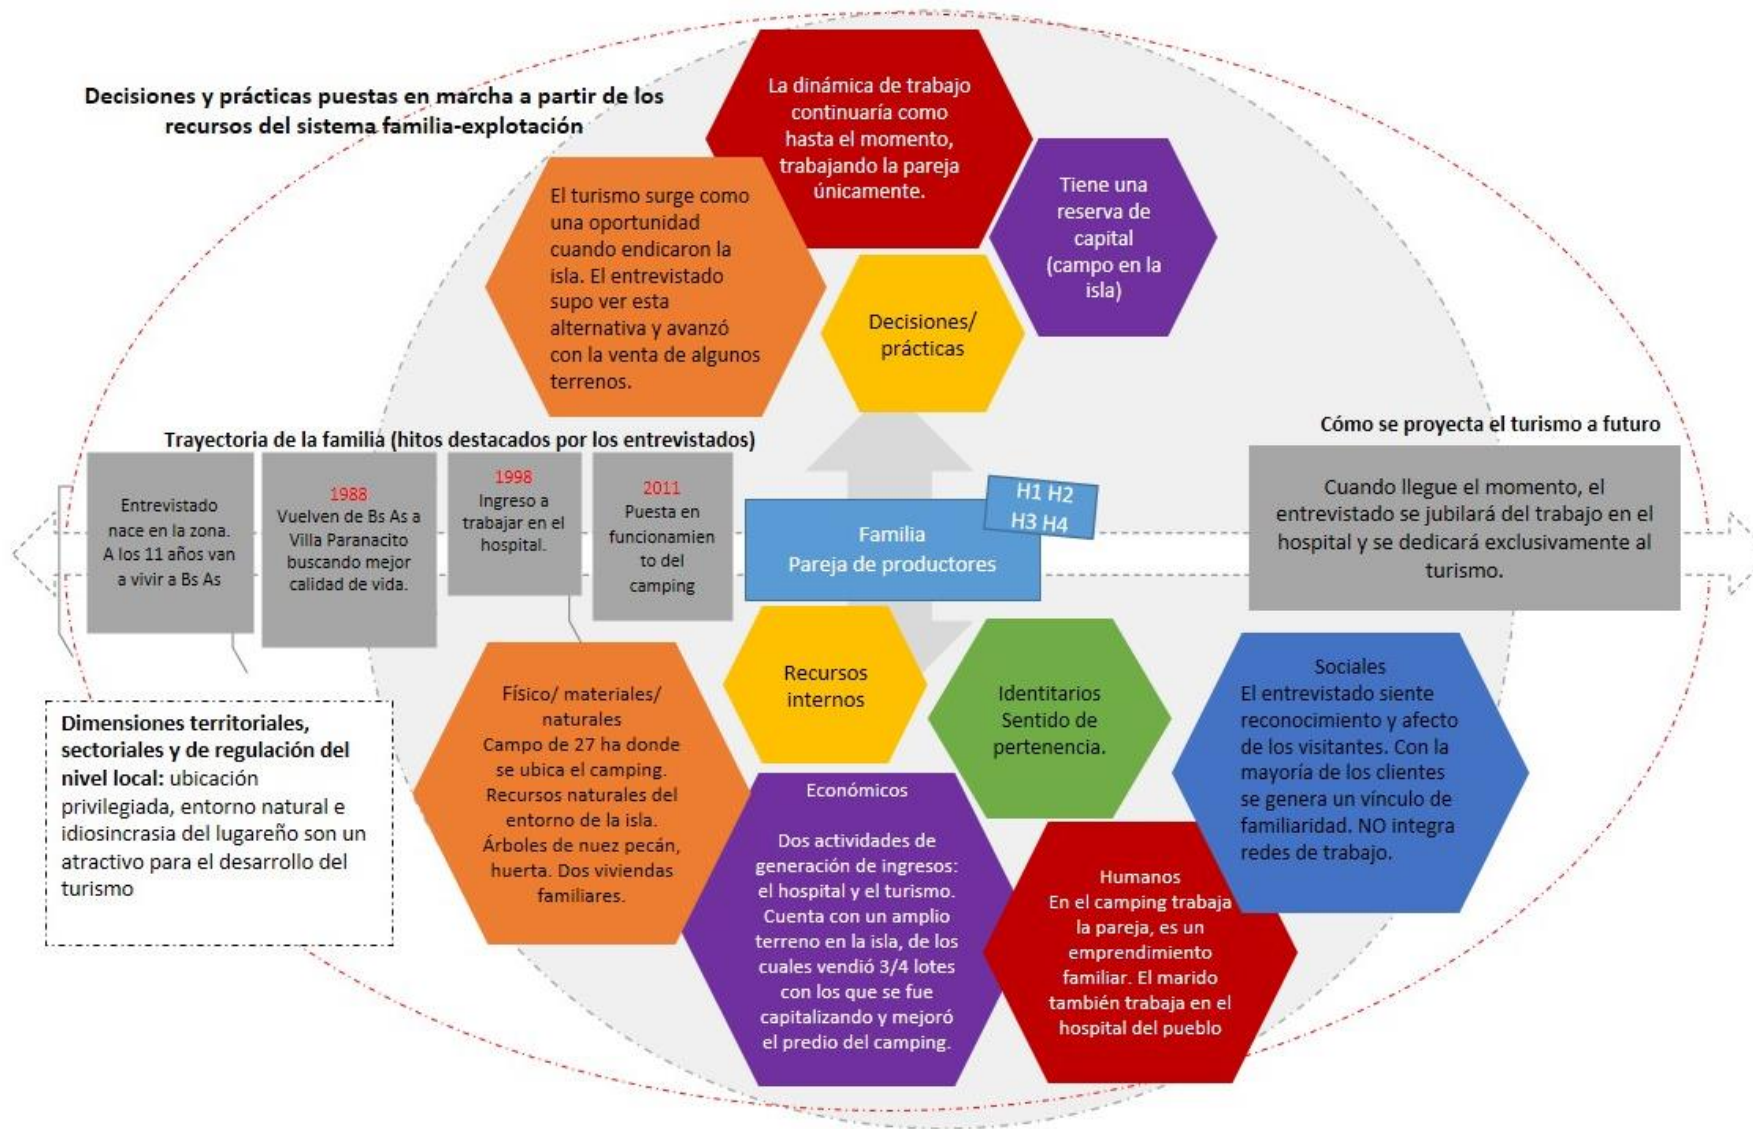 Decisiones y prácticas puestas en marcha a partir de los
recursos del sistema familia-explotación
La dinámica de trabajo
continuaría como
hasta el momento,
trabajando la pareja
únicamente.
El turismo surge como
una oportunidad
cuando endicaron la
isla. El entrevistado
supo ver esta
alternativa y avanzó
con la venta de algunos
terrenos.
Tiene una
reserva de
capital
(campo en la
isla)
Decisiones/
prácticas
Trayectoria de la familia (hitos destacados por los entrevistados)
Cómo se proyecta el turismo a futuro
Entrevistado
nace en la zona.
A los 11 años van
a vivir a Bs As
1988
Vuelven de Bs As a
Villa Paranacito
buscando mejor
calidad de vida.
1998
Ingreso a
trabajar en el
hospital.
2011
Puesta en
funcionamien
to del
camping
H1 H2
H3 H4
Familia
Pareja de productores
Cuando llegue el momento, el
entrevistado se jubilará del trabajo en el
hospital y se dedicará exclusivamente al
turismo.
Dimensiones territoriales,
sectoriales y de regulación del
nivel local: ubicación
privilegiada, entorno natural e
idiosincrasia del lugareño son un
atractivo para el desarrollo del
turismo
Físico/ materiales/
naturales
Campo de 27 ha donde
se ubica el camping.
Recursos naturales del
entorno de la isla.
Árboles de nuez pecán,
huerta. Dos viviendas
familiares.
Recursos
internos
Identitarios
Sentido de
pertenencia.
Sociales
El entrevistado siente
reconocimiento y afecto
de los visitantes. Con la
mayoría de los clientes
se genera un vínculo de
familiaridad. NO integra
redes de trabajo.
Económicos
Dos actividades de
generación de ingresos:
el hospital y el turismo.
Cuenta con un amplio
terreno en la isla, de los
cuales vendió 3/4 lotes
con los que se fue
capitalizando y mejoró
el predio del camping.
Humanos
En el camping trabaja
la pareja, es un
emprendimiento
familiar. El marido
también trabaja en el
hospital del pueblo